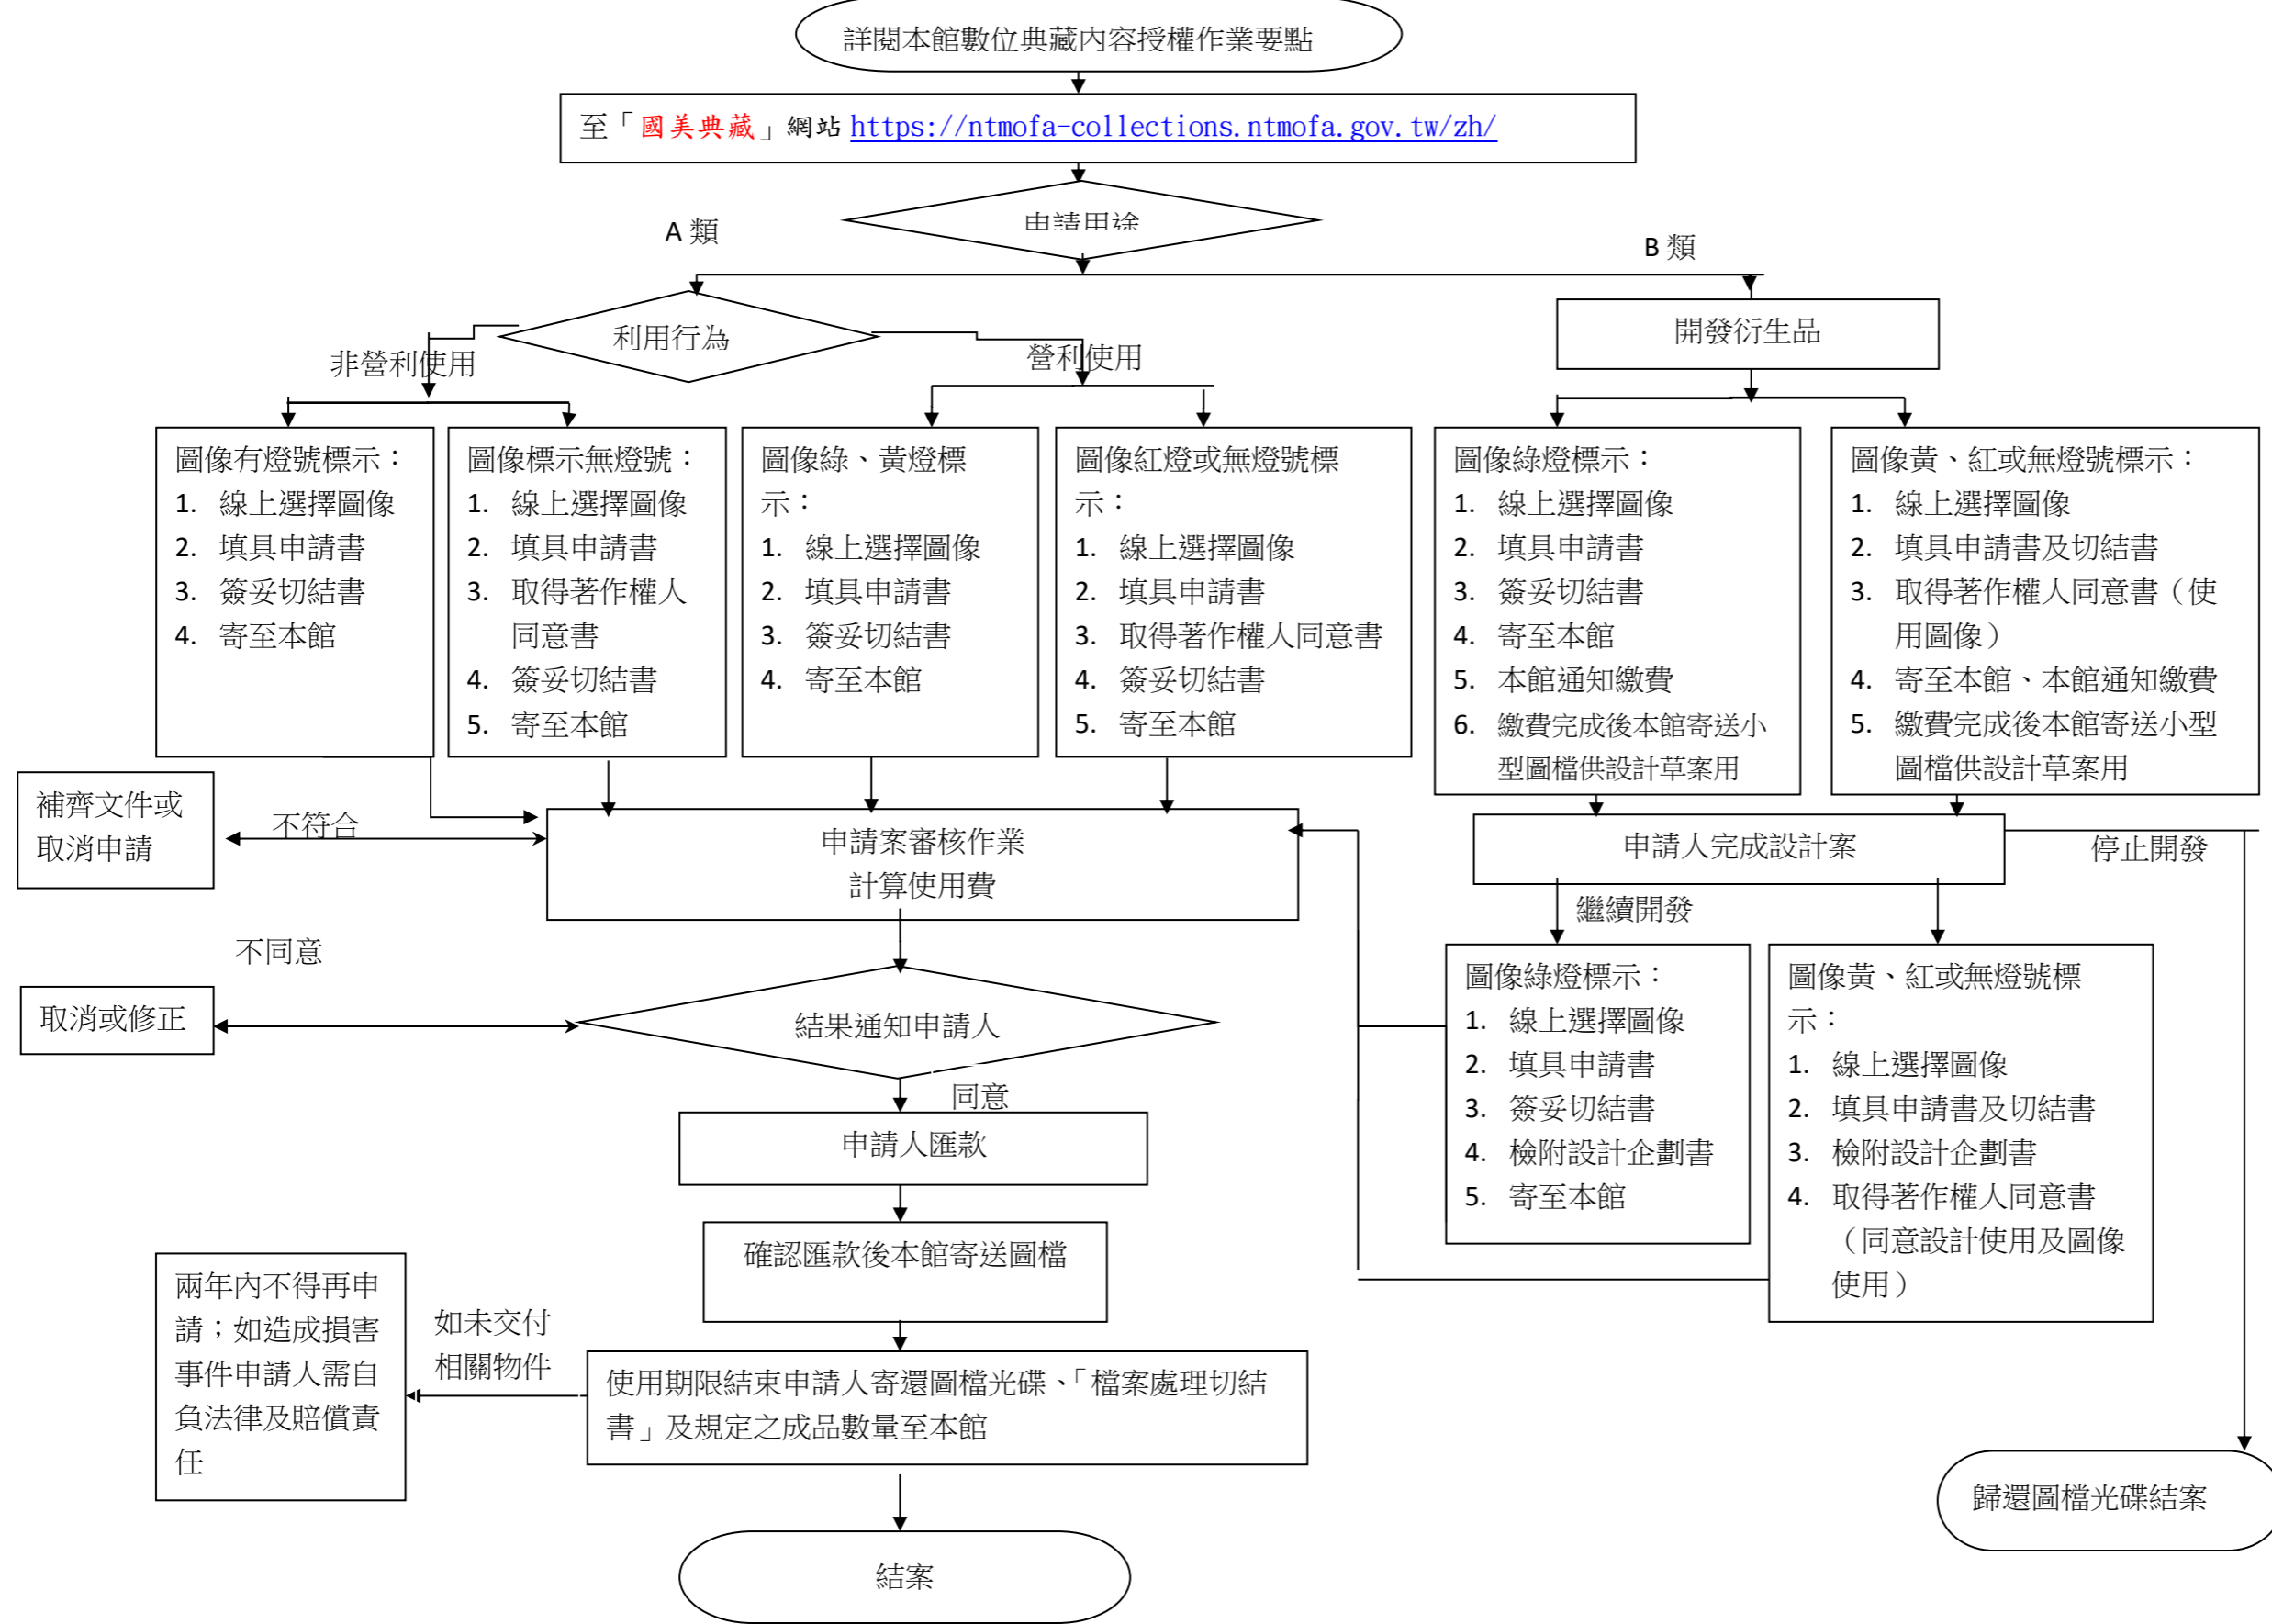 詳閱本館數位典藏內容授權作業要點
至「國美典藏」網站 https://ntmofa-collections.ntmofa.gov.tw/zh/
申請用途
A 類
B 類
利用行為
開發衍生品
非營利使用
營利使用
圖像有燈號標示：
1. 線上選擇圖像
2. 填具申請書
3. 簽妥切結書
4. 寄至本館
圖像標示無燈號：
1. 線上選擇圖像
2. 填具申請書
3. 取得著作權人
同意書
4. 簽妥切結書
5. 寄至本館
圖像綠、黃燈標
示：
1. 線上選擇圖像
2. 填具申請書
3. 簽妥切結書
4. 寄至本館
圖像紅燈或無燈號標
示：
1. 線上選擇圖像
2. 填具申請書
3. 取得著作權人同意書
4. 簽妥切結書
5. 寄至本館
圖像綠燈標示：
1. 線上選擇圖像
2. 填具申請書
3. 簽妥切結書
4. 寄至本館
5. 本館通知繳費
6. 繳費完成後本館寄送小
型圖檔供設計草案用
圖像黃、紅或無燈號標示：
1. 線上選擇圖像
2. 填具申請書及切結書
3. 取得著作權人同意書（使
用圖像）
4. 寄至本館、本館通知繳費
5. 繳費完成後本館寄送小型
圖檔供設計草案用
補齊文件或
取消申請
不符合
申請案審核作業
計算使用費
申請人完成設計案
停止開發
繼續開發
不同意
取消或修正
結果通知申請人
同意
圖像綠燈標示：
1. 線上選擇圖像
2. 填具申請書
3. 簽妥切結書
4. 檢附設計企劃書
5. 寄至本館
圖像黃、紅或無燈號標
示：
1. 線上選擇圖像
2. 填具申請書及切結書
3. 檢附設計企劃書
4. 取得著作權人同意書
（同意設計使用及圖像
使用）
申請人匯款
確認匯款後本館寄送圖檔
兩年內不得再申
請；如造成損害
事件申請人需自
負法律及賠償責
任
如未交付
相關物件
使用期限結束申請人寄還圖檔光碟、「檔案處理切結
書」及規定之成品數量至本館
歸還圖檔光碟結案
結案